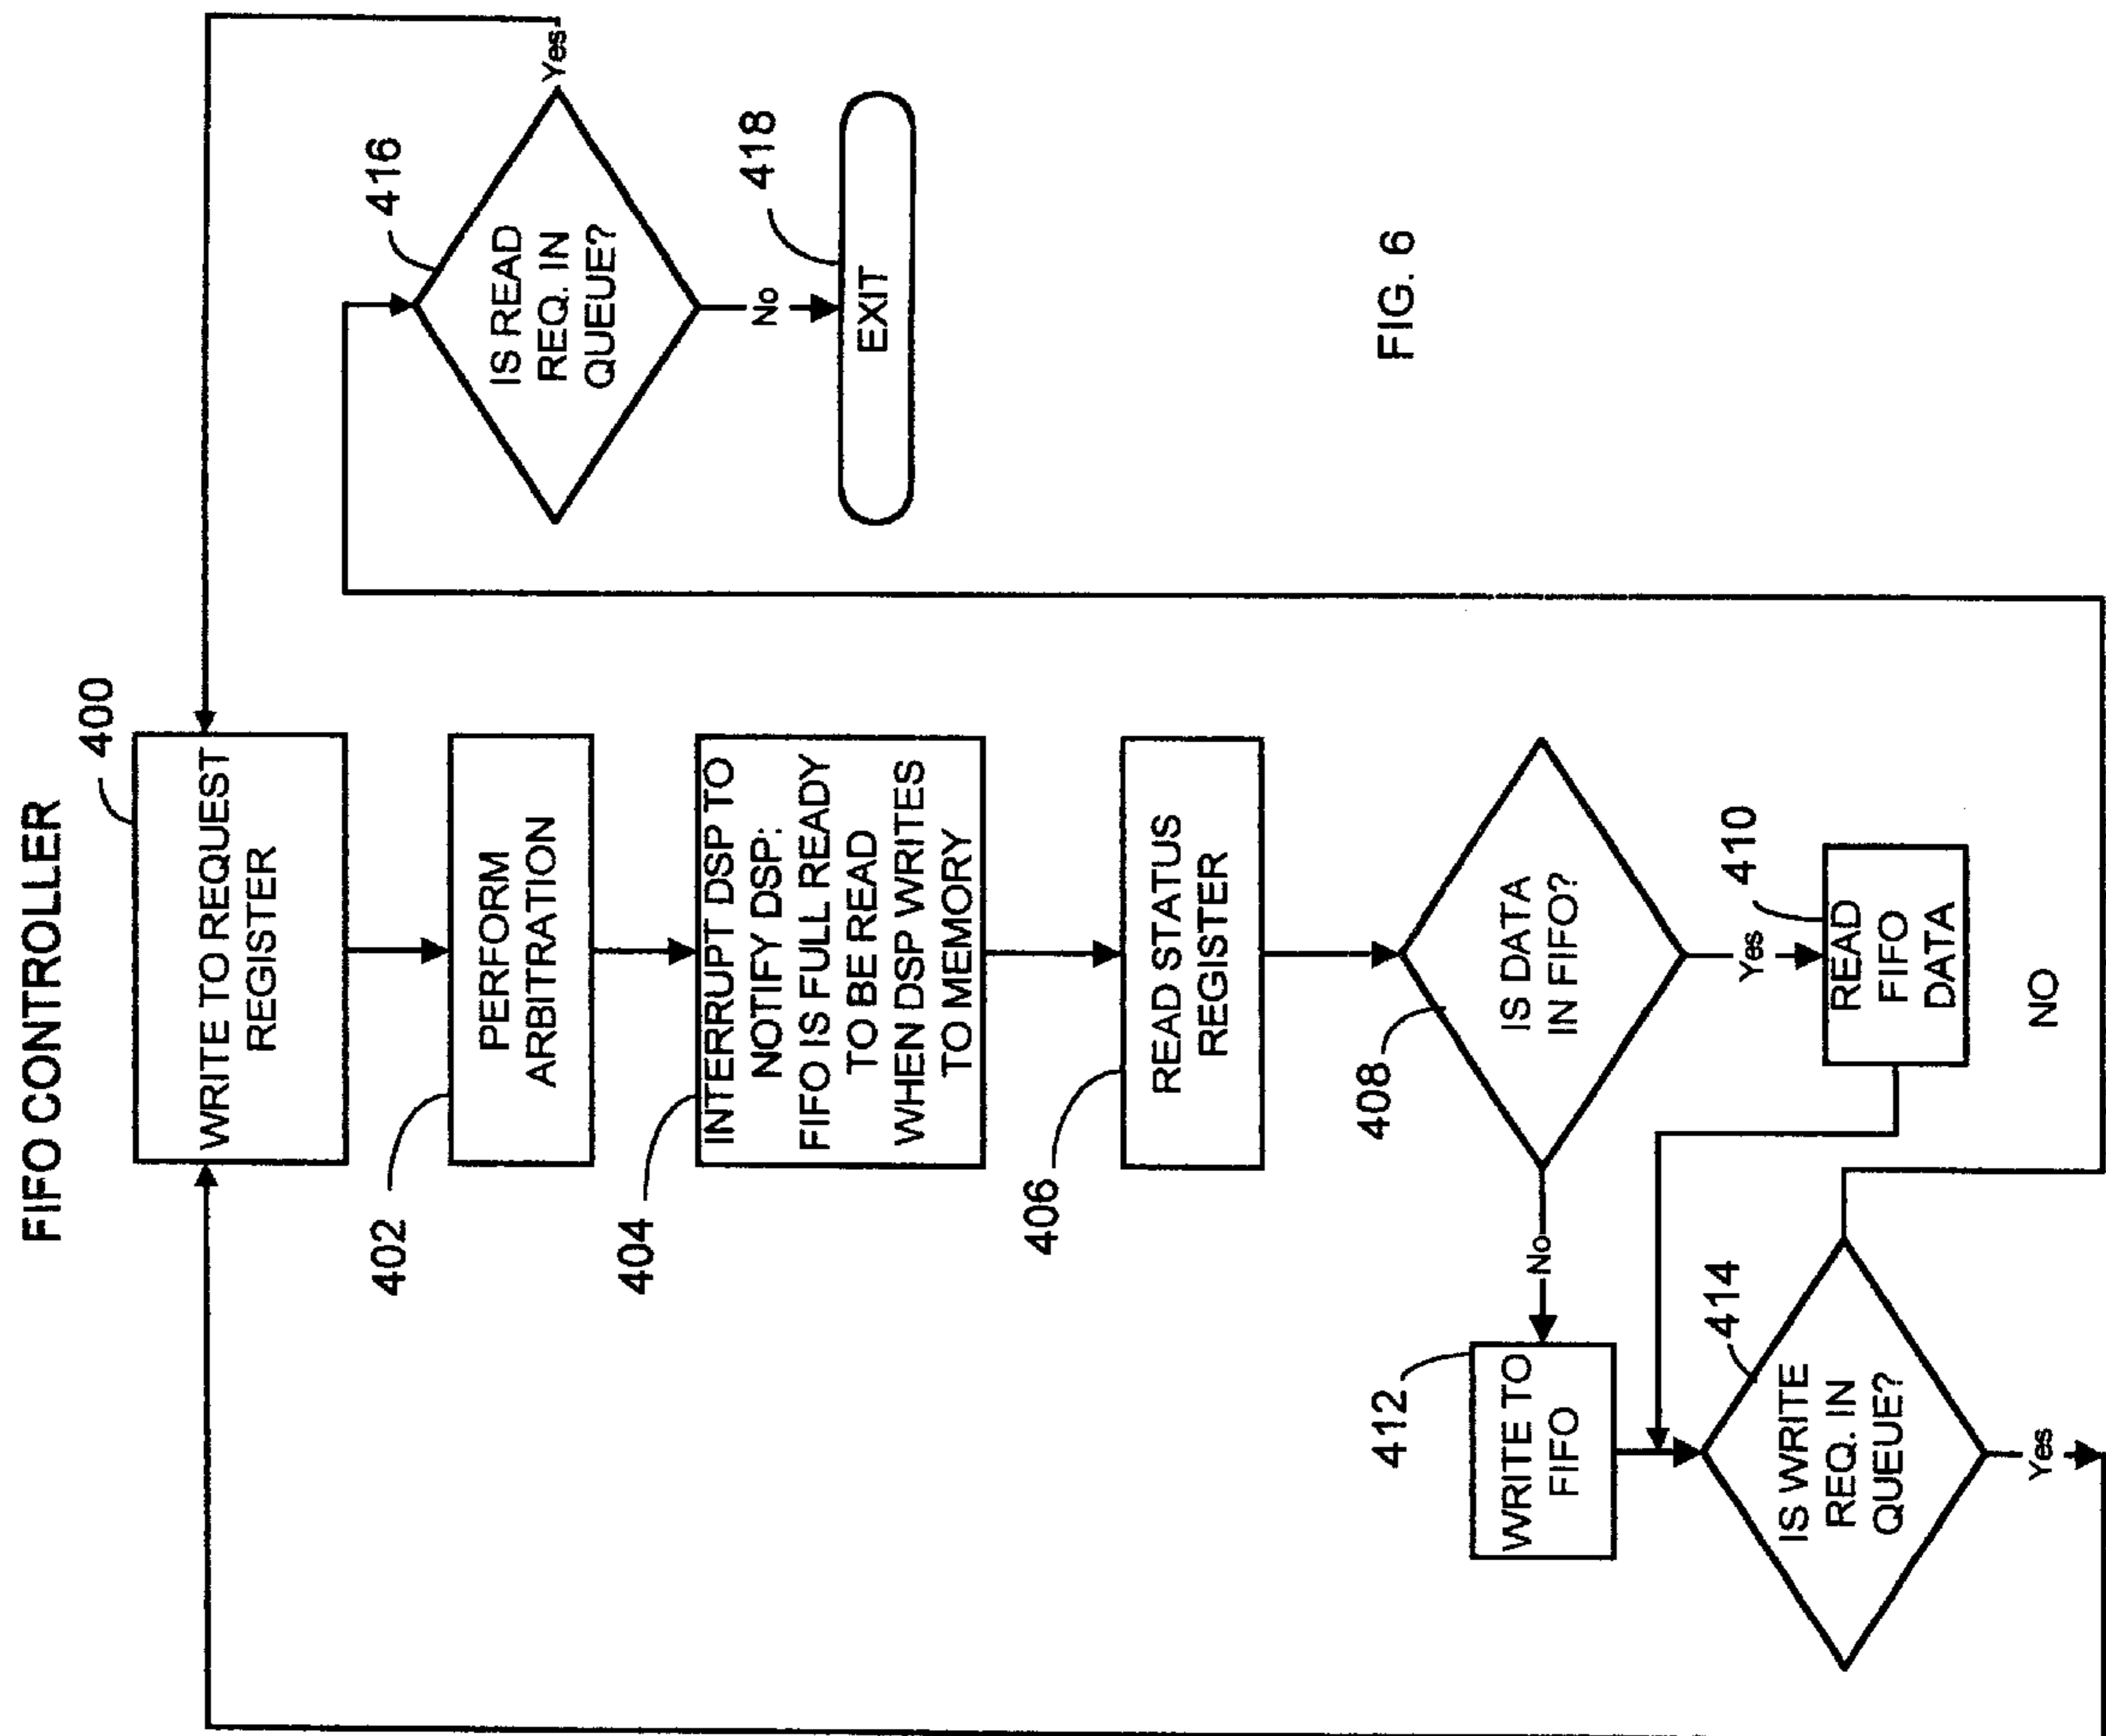 FIFO CONTROLLER
400
WRITE TO REQUEST
REGISTER
402
PERFORM
ARBITRATION
404
INTERRUPT DSP TO
NOTIFY DSP:
FIFO IS FULL READY
TO BE READ
WHEN DSP WRITES
TO MEMORY
406
READ STATUS
REGISTER
408
IS DATA
IN FIFO?
No
Yes
410
READ
FIFO
DATA
412
WRITE TO
FIFO
414
IS WRITE
REQ. IN
QUEUE?
NO
Yes
416
IS READ
REQ. IN
QUEUE?
Yes
No
418
EXIT
FIG. 6